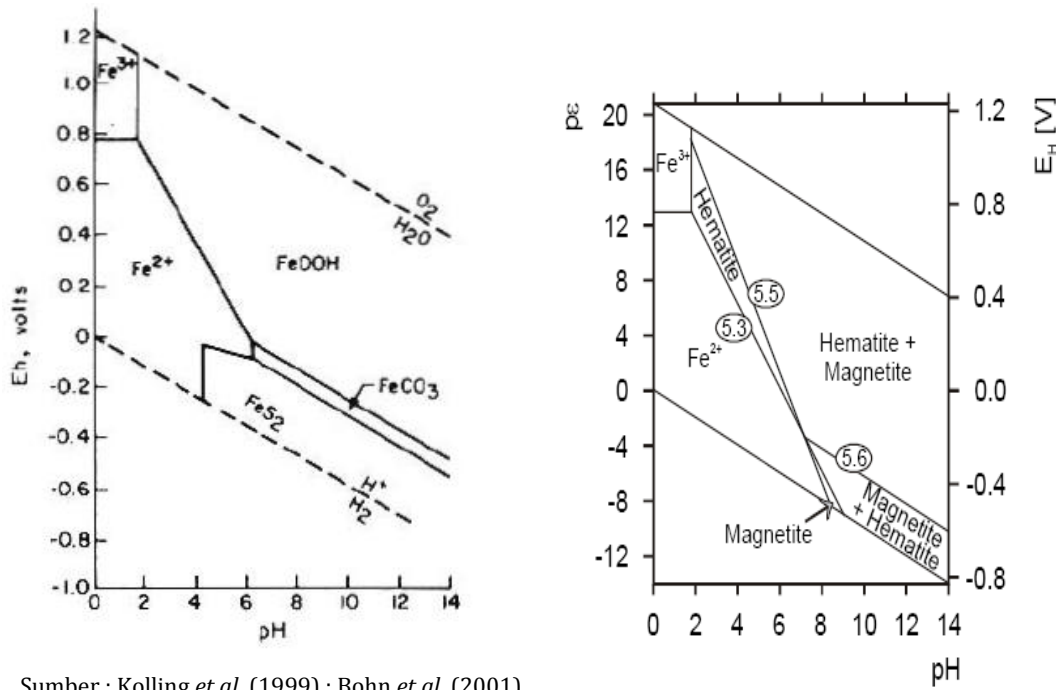 1.2
1.0
0.8
0.6
0.4
0.2
0
-0.2
-0.4
-0.6
-0.8
-1.0
Eh, volts
Fe3+
Fe2+
O2
H2O
FeOOH
FeCO3
FeS2
H+
H2
0 2 4 6 8 10 12 14
pH
pε
20
16
12
8
4
0
-4
-8
-12
EH [V]
1.2
0.8
0.4
0.0
-0.4
-0.8
Fe3+
Hematite
5.5
5.3
Fe2+
Hematite +
Magnetite
5.6
Magnetite
+ Hematite
Magnetite
0 2 4 6 8 10 12 14
pH
Sumber : Kolling et al. (1999) ; Bohn et al. (2001)